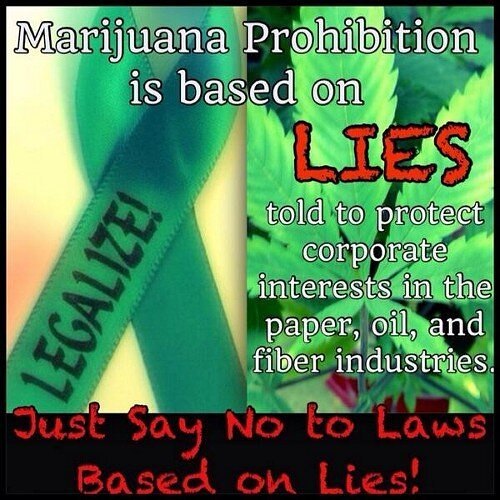 Marijuana Prohibition
is based on
LIES
told to protect
corporate
interests in the
paper, oil, and
fiber industries.
LEGALIZE!
Just Say No to Laws
Based on Lies!